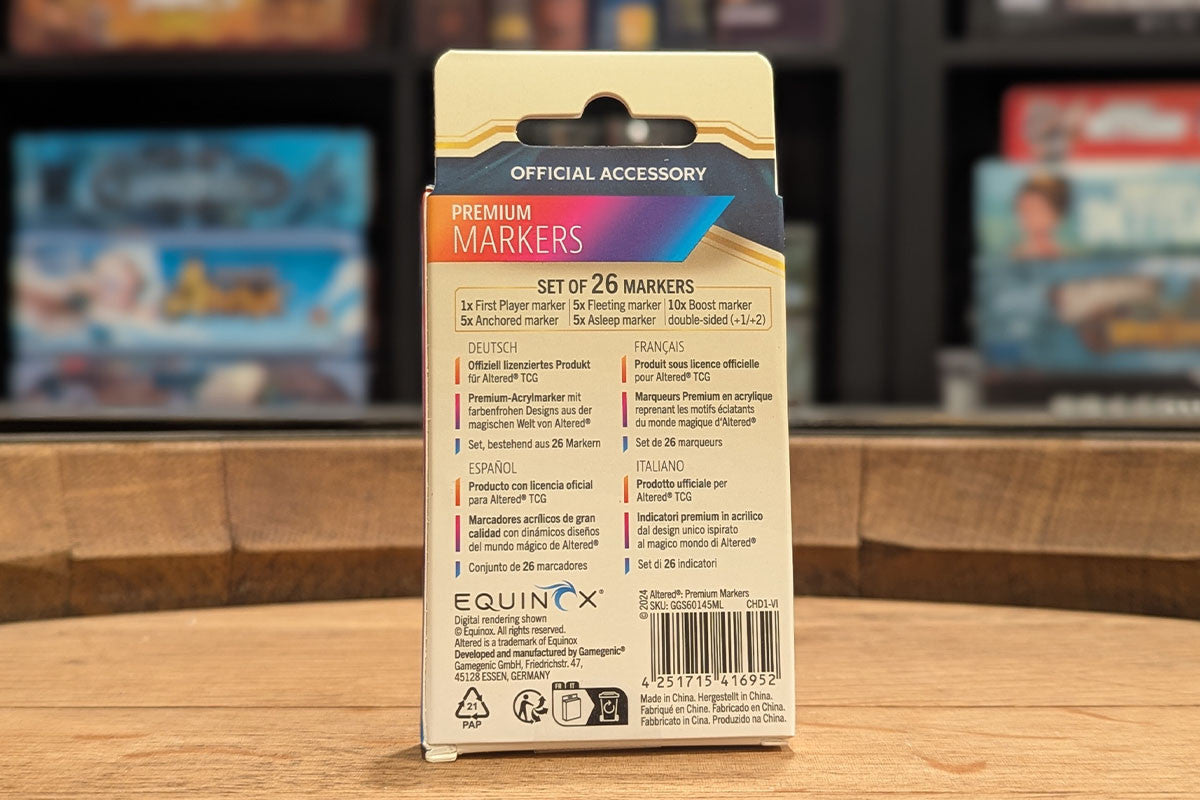 OFFICIAL ACCESSORY
PREMIUM
MARKERS
SET OF 26 MARKERS
1x First Player marker | 5x Fleeting marker | 10x Boost marker
5x Anchored marker | 5x Asleep marker | double-sided (+1/+2)
DEUTSCH
Offiziell lizenziertes Produkt
für Altered® TCG
Premium-Acrylmarker mit
farbenfrohen Designs aus der
magischen Welt von Altered®
Set, bestehend aus 26 Markern
FRANÇAIS
Produit sous licence officielle
pour Altered® TCG
Marqueurs Premium en acrylique
reprenant les motifs éclatants
du monde magique d'Altered®
Set de 26 marqueurs
ESPAÑOL
Producto con licencia oficial
para Altered® TCG
Marcadores acrílicos de gran
calidad con dinámicos diseños
del mundo mágico de Altered®
Conjunto de 26 marcadores
ITALIANO
Prodotto ufficiale per
Altered® TCG
Indicatori premium in acrilico
dal design unico ispirato
al magico mondo di Altered®
Set di 26 indicatori
EQUINOX®
Digital rendering shown
© Equinox. All rights reserved.
Altered is a trademark of Equinox
Developed and manufactured by Gamegenic®
Gamegenic GmbH, Friedrichstr. 47,
45128 ESSEN, GERMANY
21
PAP
FR IT
© 2024
Altered®: Premium Markers
SKU: GGS60145ML CHD1-VI
4 251715 416952
Made in China. Hergestellt in China.
Fabriqué en Chine. Fabricado en China.
Fabbricato in Cina. Produzido na China.